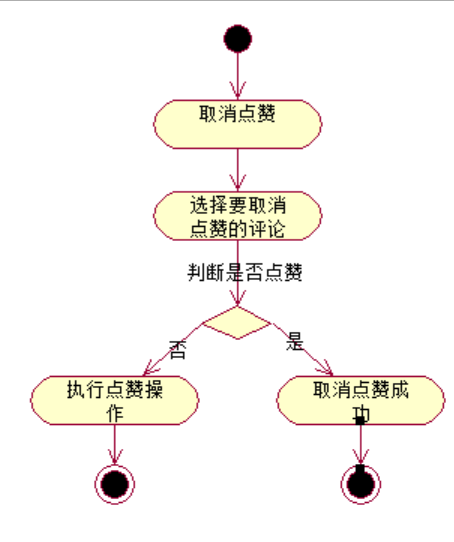 取消点赞
选择要取消
点赞的评论
判断是否点赞
否
是
执行点赞操
作
取消点赞成
功